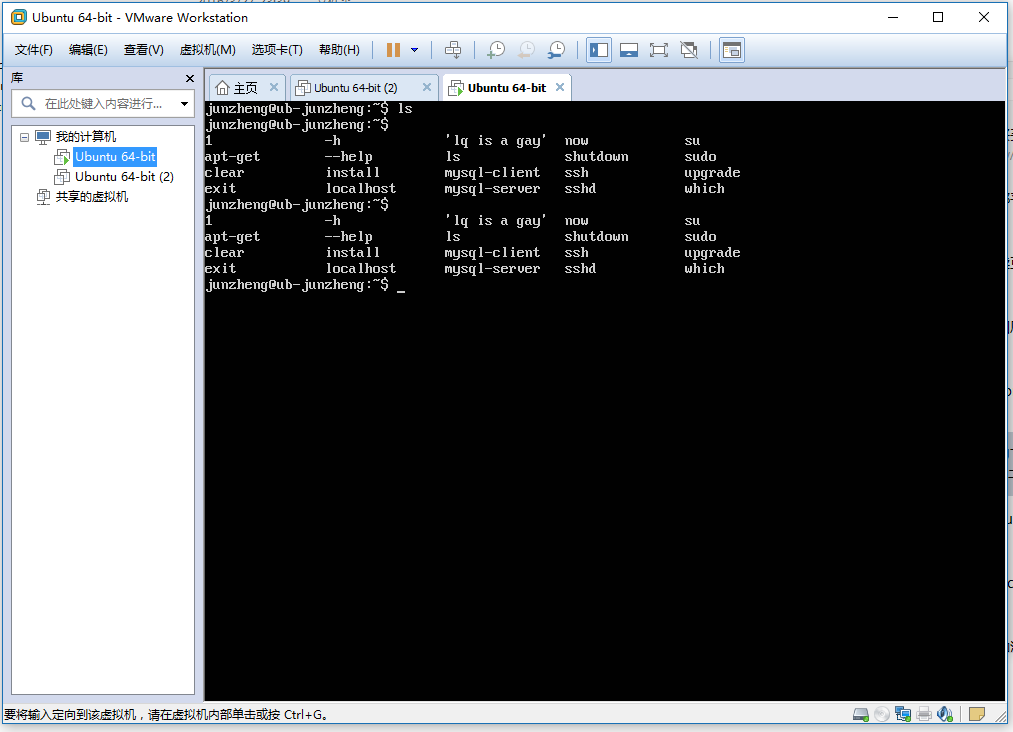 Ubuntu 64-bit - VMware Workstation
文件(F) 编辑(E) 查看(V) 虚拟机(M) 选项卡(T) 帮助(H)
库
在此处键入内容进行...
我的计算机
Ubuntu 64-bit
Ubuntu 64-bit (2)
共享的虚拟机
主页 Ubuntu 64-bit (2) Ubuntu 64-bit
junzheng@ub-junzheng:~$ ls
junzheng@ub-junzheng:~$
1 -h 'lq is a gay' now su
apt-get --help ls shutdown sudo
clear install mysql-client ssh upgrade
exit localhost mysql-server sshd which
junzheng@ub-junzheng:~$
1 -h 'lq is a gay' now su
apt-get --help ls shutdown sudo
clear install mysql-client ssh upgrade
exit localhost mysql-server sshd which
junzheng@ub-junzheng:~$ _
要将输入定向到该虚拟机，请在虚拟机内部单击或按 Ctrl+G。